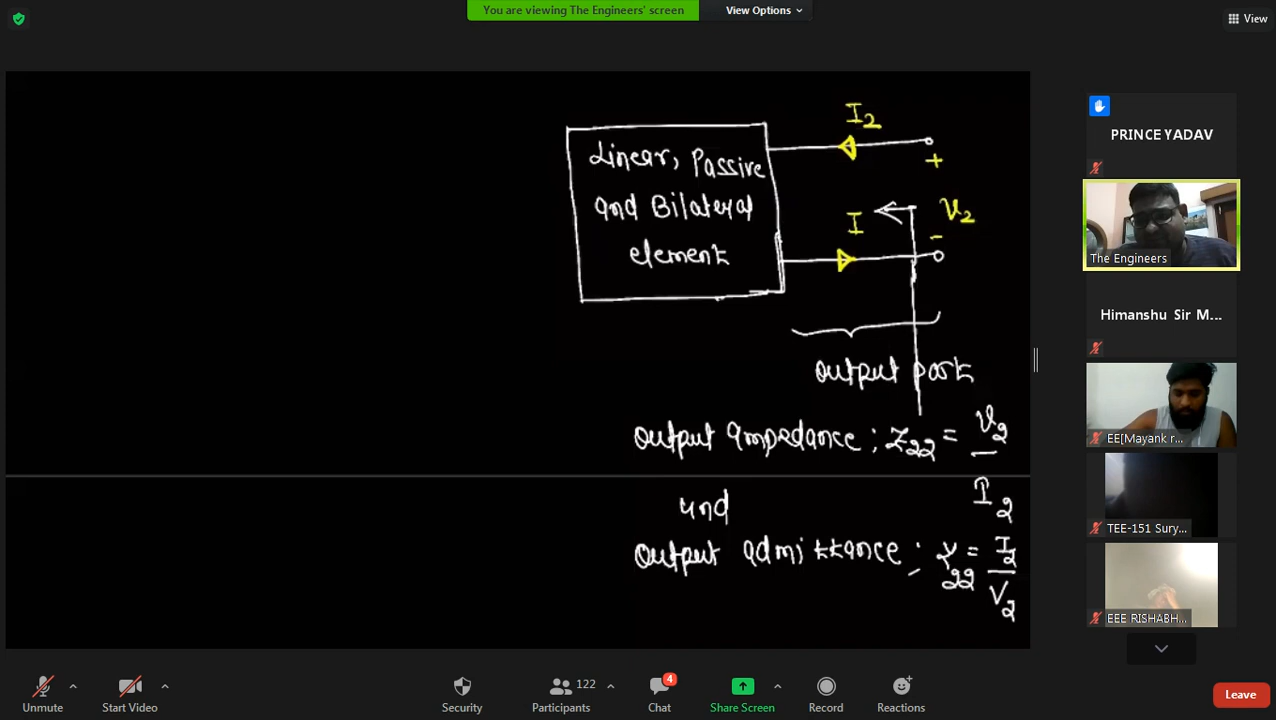 You are viewing The Engineers' screen
View Options
View
PRINCE YADAV
The Engineers
Himanshu Sir M...
EE[Mayank r...
TEE-151 Sury...
EEE RISABH...
I2
Linear, Passive
+
and Bilateral
I
V2
-
element
output port
output impedance; Z22 = V2
I2
and
output admittance; Y22 = I2
V2
Unmute
Start Video
Security
122
Participants
4
Chat
Share Screen
Record
Reactions
Leave